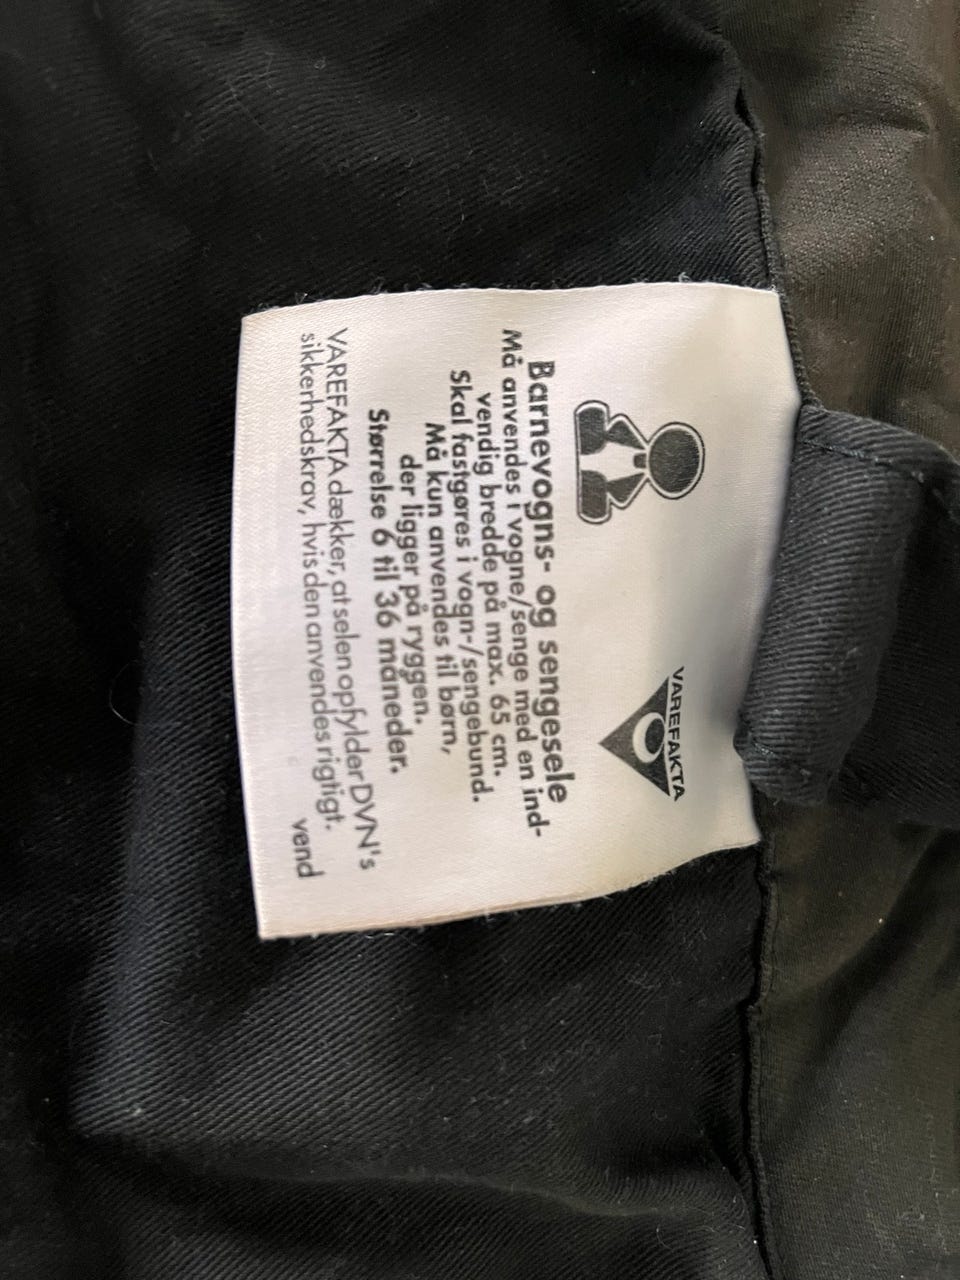 VAREFAKTA
Barnevogns- og sengesele
Må anvendes i vogne/senge med en ind-
vendig bredde på max. 65 cm.
Skal fastgøres i vogn-/sengebund.
Må kun anvendes til børn,
der ligger på ryggen.
Størrelse 6 til 36 måneder.
VAREFAKTA dækker, at selen opfylder DVN's
sikkerhedskrav, hvis den anvendes rigtigt.
vend